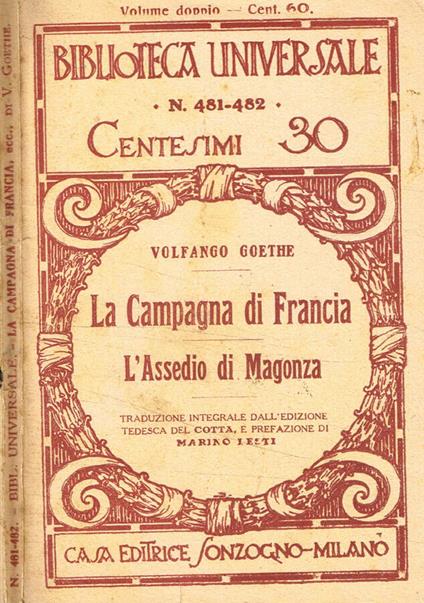 Volume doppio — Cent. 60.
BIBLIOTECA UNIVERSALE
· N. 481-482 ·
CENTESIMI 30
VOLFANGO GOETHE
La Campagna di Francia
L'Assedio di Magonza
TRADUZIONE INTEGRALE DALL'EDIZIONE
TEDESCA DEL COTTA, E PREFAZIONE DI
MARINO LESTI
CASA EDITRICE SONZOGNO-MILANO
N. 481-482. - BIBL. UNIVERSALE. - LA CAMPAGNA DI FRANCIA, ecc., DI V. GOETHE.